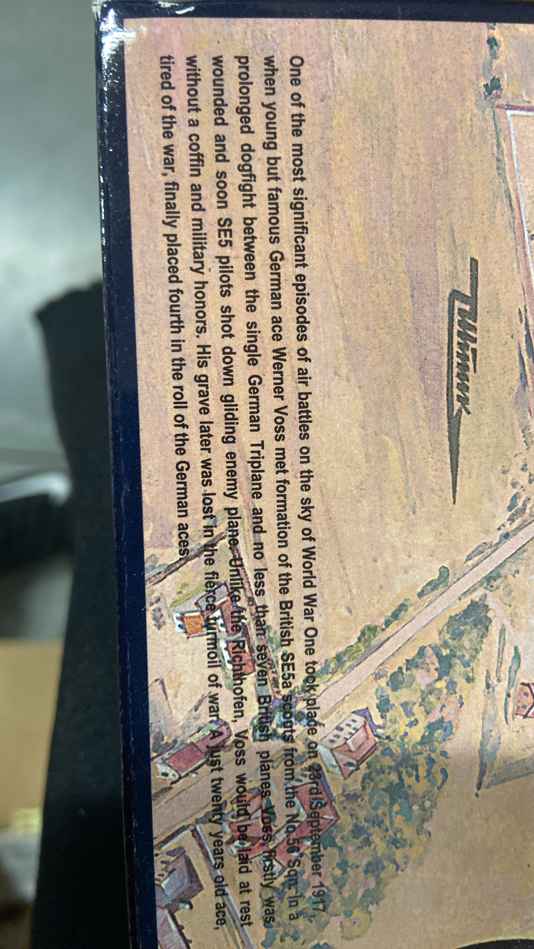 One of the most significant episodes of air battles on the sky of World War One took place on 23rd September 1917,
when young but famous German ace Werner Voss met formation of the British SE5a scouts from the No.56 Sqn. In a
prolonged dogfight between the single German Triplane and no less than seven British planes Voss, firstly was
wounded and soon SE5 pilots shot down gliding enemy plane. Unlike the Richthofen, Voss would be laid at rest
without a coffin and military honors. His grave later was lost in the fierce turmoil of war. A just twenty years old ace,
tired of the war, finally placed fourth in the roll of the German aces.